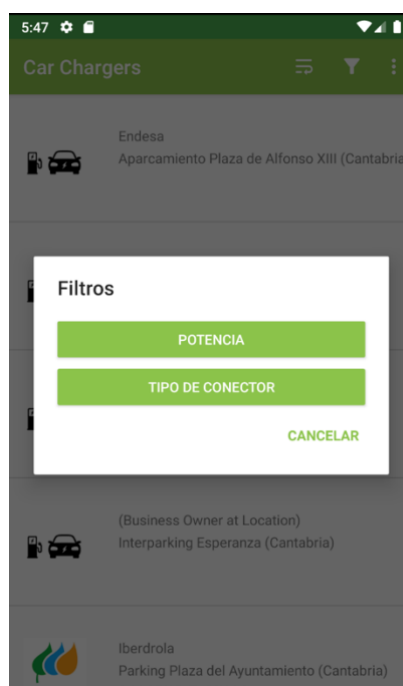 5:47
Car Chargers
Endesa
Aparcamiento Plaza de Alfonso XIII (Cantabria
Filtros
POTENCIA
TIPO DE CONECTOR
CANCELAR
(Business Owner at Location)
Interparking Esperanza (Cantabria)
Iberdrola
Parking Plaza del Ayuntamiento (Cantabria)